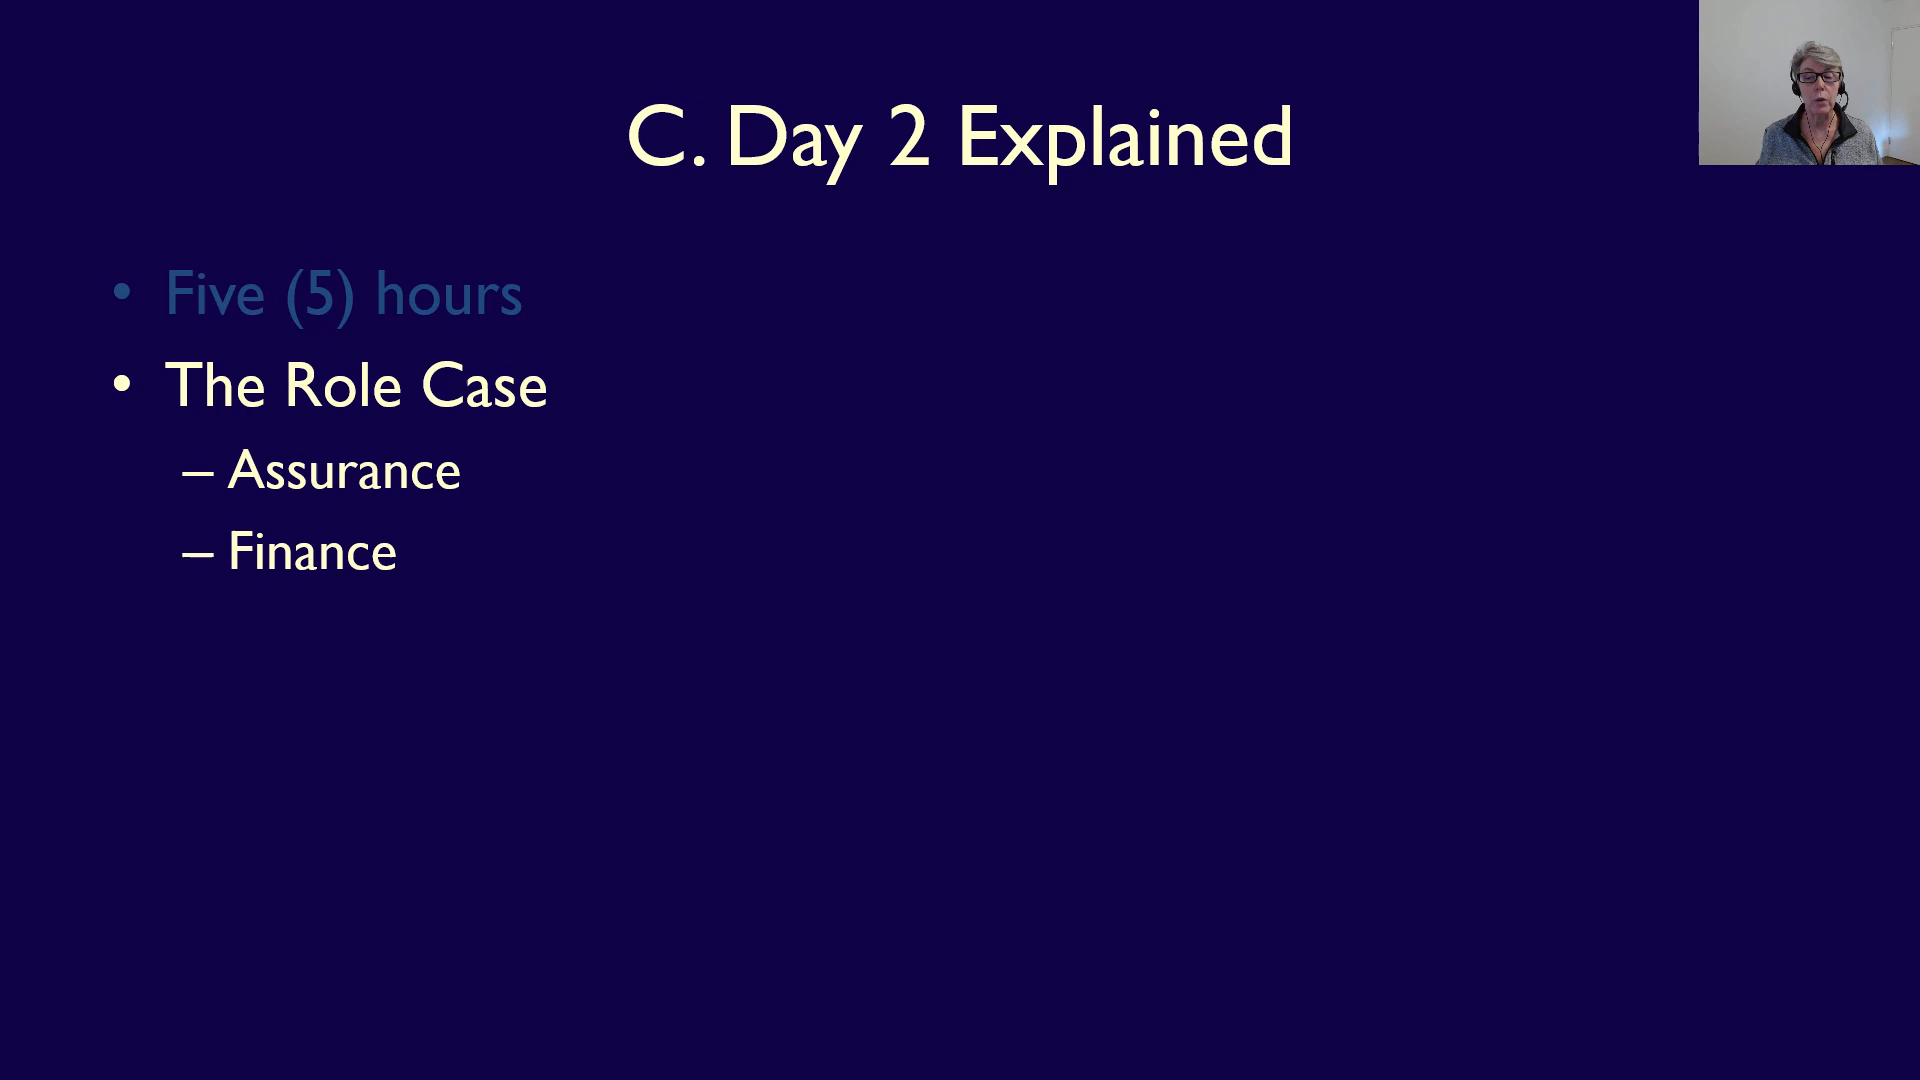 C. Day 2 Explained
• Five (5) hours
• The Role Case
– Assurance
– Finance